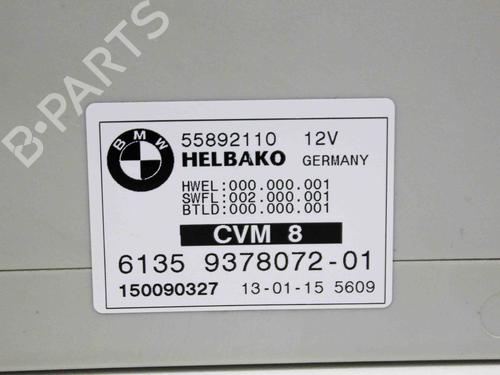 B-PARTS
BMW
55892110 12V
HELBAKO GERMANY
HWEL:000.000.001
SWFL:002.000.001
BTLD:000.000.001
CVM 8
6135 9378072-01
150090327 13-01-15 5609